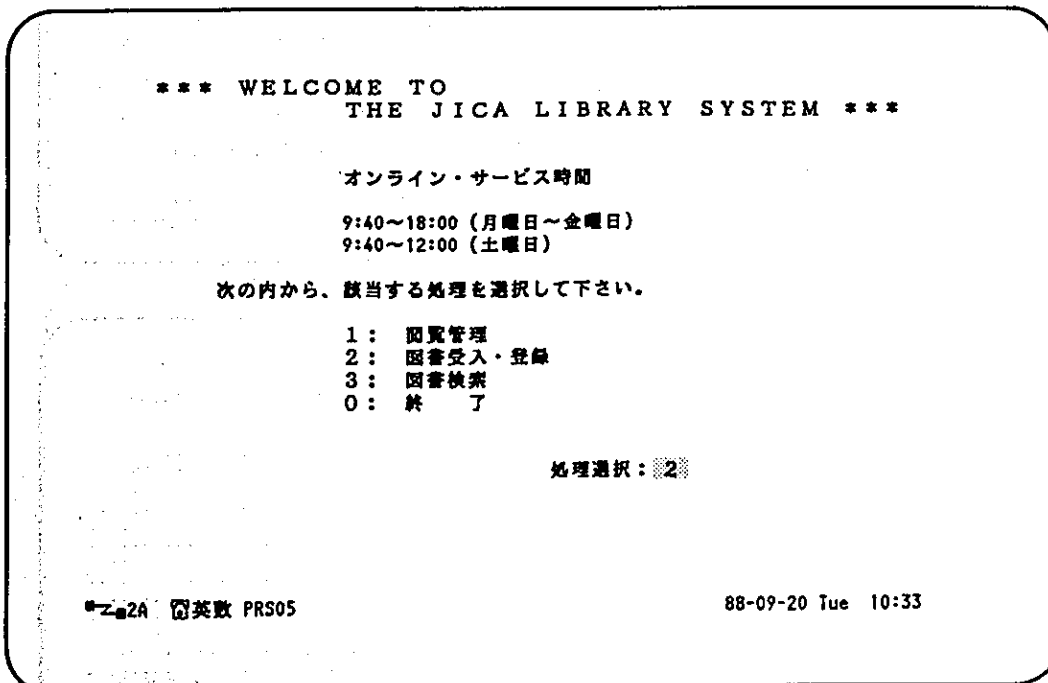 *** WELCOME TO
THE JICA LIBRARY SYSTEM ***
オンライン・サービス時間
9:40~18:00 (月曜日~金曜日)
9:40~12:00 (土曜日)
次の内から、該当する処理を選択して下さい。
1: 閲覧管理
2: 図書受入・登録
3: 図書検索
0: 終 了
処理選択: 2
2A 英数 PRS05 88-09-20 Tue 10:33